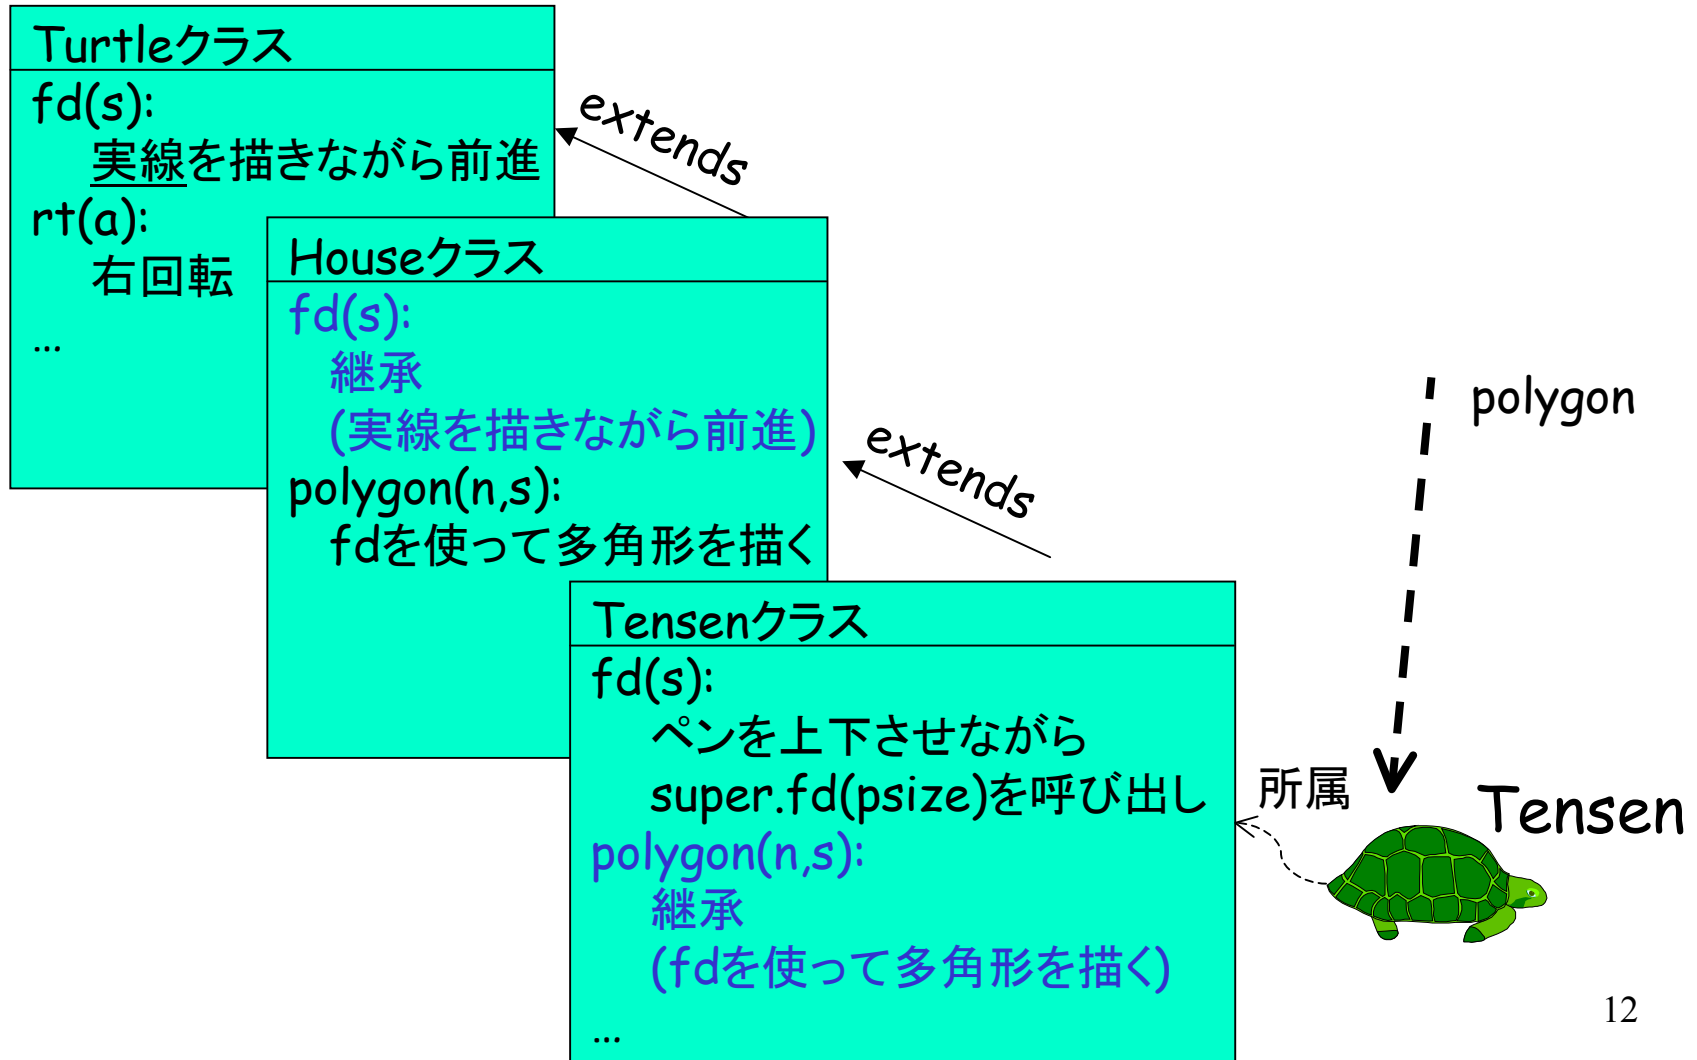 Turtleクラス
fd(s):
実線を描きながら前進
rt(a):
右回転
…
extends
Houseクラス
fd(s):
継承
(実線を描きながら前進)
polygon(n,s):
fdを使って多角形を描く
extends
Tensenクラス
fd(s):
ペンを上下させながら
super.fd(psize)を呼び出し
polygon(n,s):
継承
(fdを使って多角形を描く)
…
polygon
所属
Tensen
12